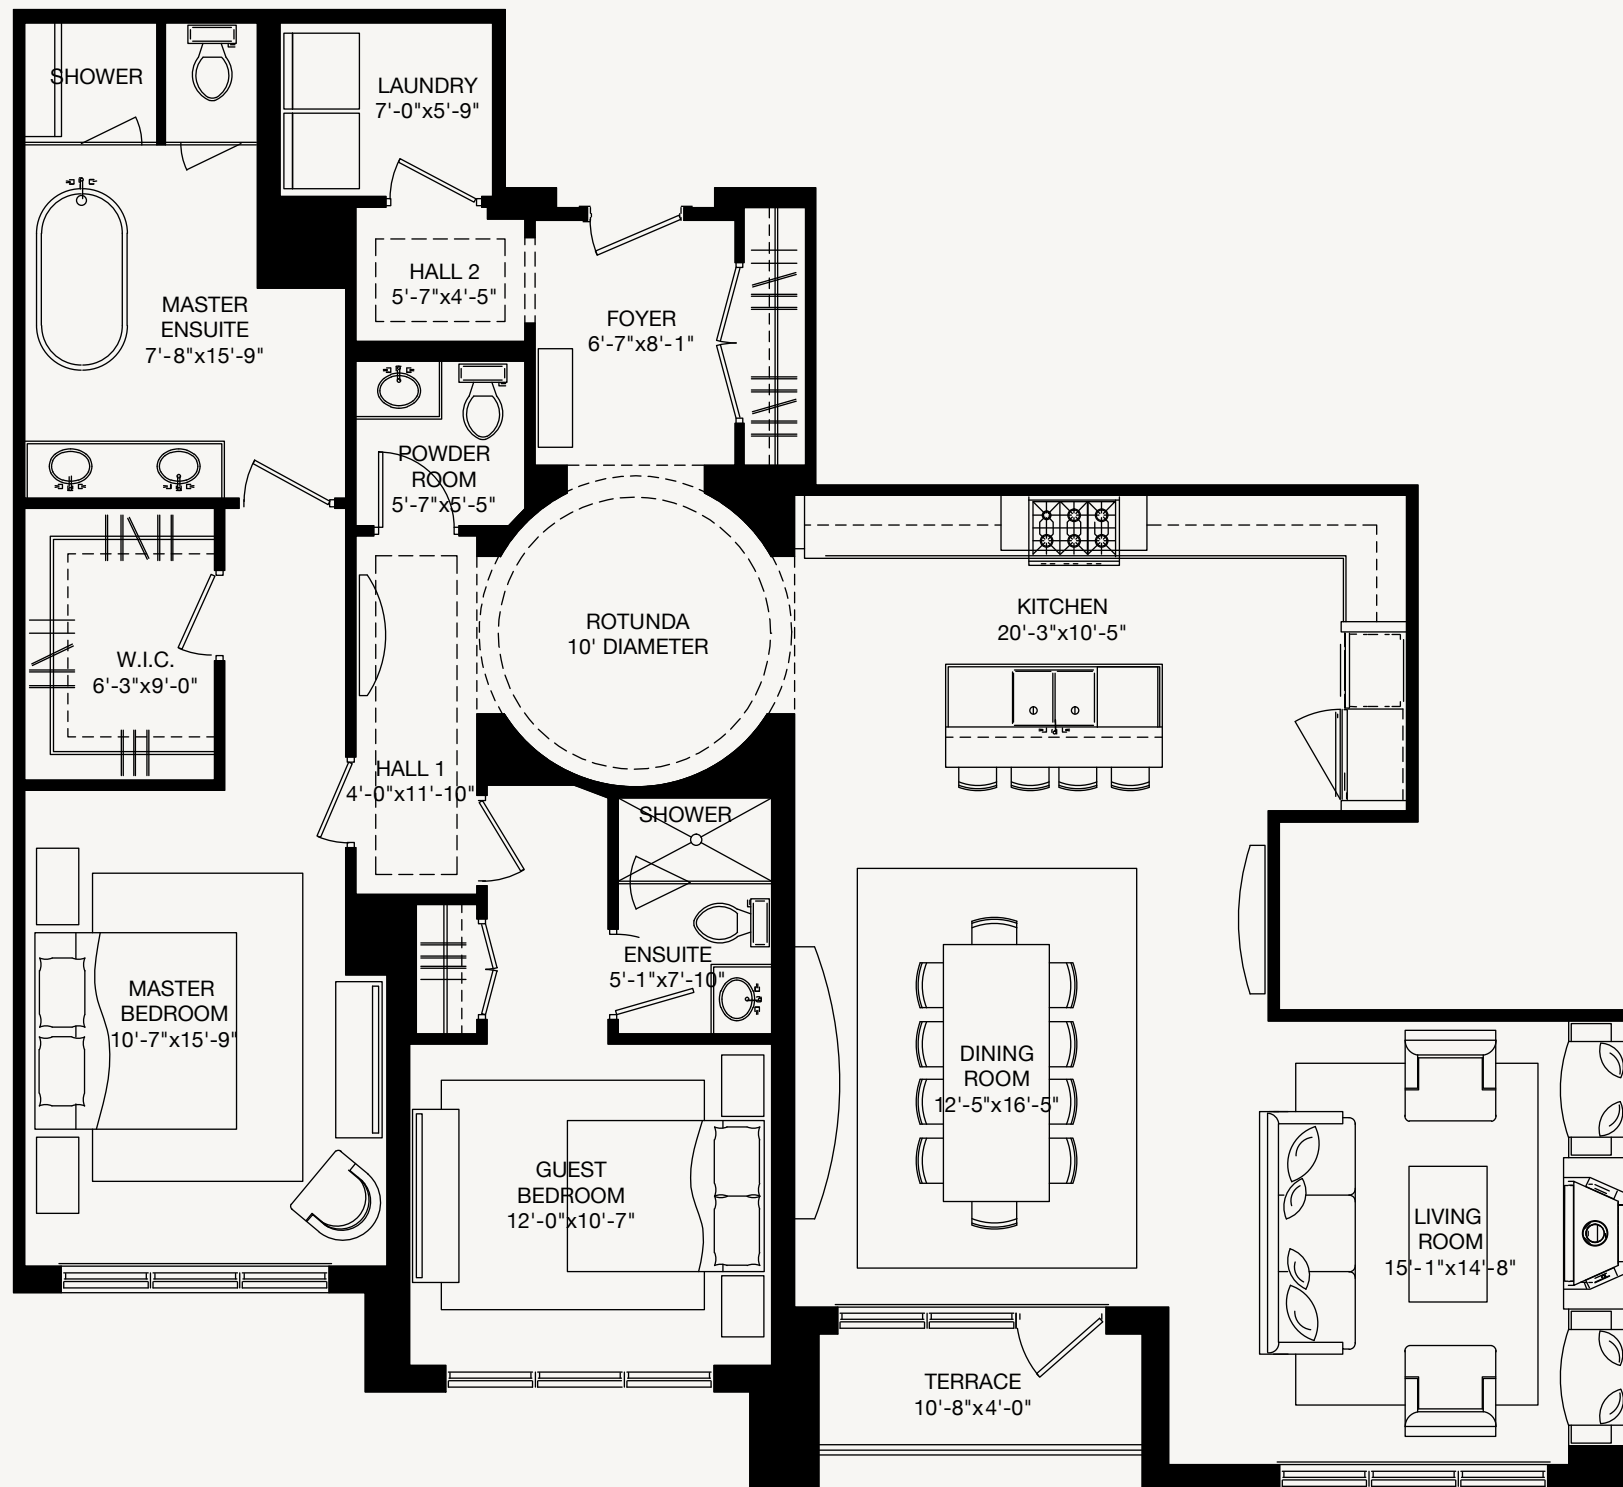 SHOWER
LAUNDRY
7'-0"x5'-9"
HALL 2
5'-7"x4'-5"
MASTER
ENSUITE
7'-8"x15'-9"
FOYER
6'-7"x8'-1"
POWDER
ROOM
5'-7"x5'-5"
ROTUNDA
10' DIAMETER
KITCHEN
20'-3"x10'-5"
W.I.C.
6'-3"x9'-0"
HALL 1
4'-0"x11'-10"
SHOWER
ENSUITE
5'-1"x7'-10"
MASTER
BEDROOM
10'-7"x15'-9"
DINING
ROOM
12'-5"x16'-5"
GUEST
BEDROOM
12'-0"x10'-7"
LIVING
ROOM
15'-1"x14'-8"
TERRACE
10'-8"x4'-0"